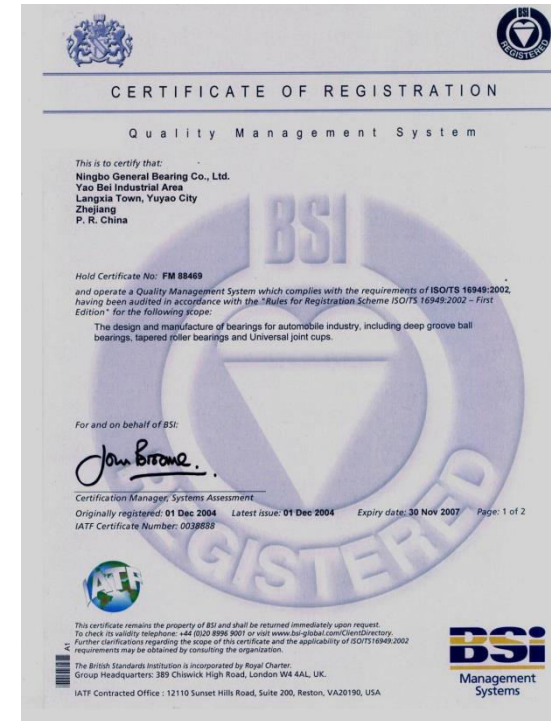 BSI
REGISTERED
CERTIFICATE OF REGISTRATION
Quality Management System
This is to certify that:
Ningbo General Bearing Co., Ltd.
Yao Bei Industrial Area
Langxia Town, Yuyao City
Zhejiang
P. R. China
BSI
Hold Certificate No: FM 88469
and operate a Quality Management System which complies with the requirements of ISO/TS 16949:2002,
having been audited in accordance with the "Rules for Registration Scheme ISO/TS 16949:2002 – First
Edition" for the following scope:
The design and manufacture of bearings for automobile industry, including deep groove ball
bearings, tapered roller bearings and Universal joint cups.
For and on behalf of BSI:
John Broome.
Certification Manager, Systems Assessment
Originally registered: 01 Dec 2004 Latest issue: 01 Dec 2004 Expiry date: 30 Nov 2007 Page: 1 of 2
IATF Certificate Number: 0038888
REGISTERED
IATF
This certificate remains the property of BSI and shall be returned immediately upon request.
To check its validity telephone: +44 (0)20 8996 9001 or visit www.bsi-global.com/ClientDirectory.
Further clarifications regarding the scope of this certificate and the applicability of ISO/TS16949:2002
requirements may be obtained by consulting the organization.
The British Standards Institution is incorporated by Royal Charter.
Group Headquarters: 389 Chiswick High Road, London W4 4AL, UK.
IATF Contracted Office : 12110 Sunset Hills Road, Suite 200, Reston, VA20190, USA
A1
BSi
Management
Systems